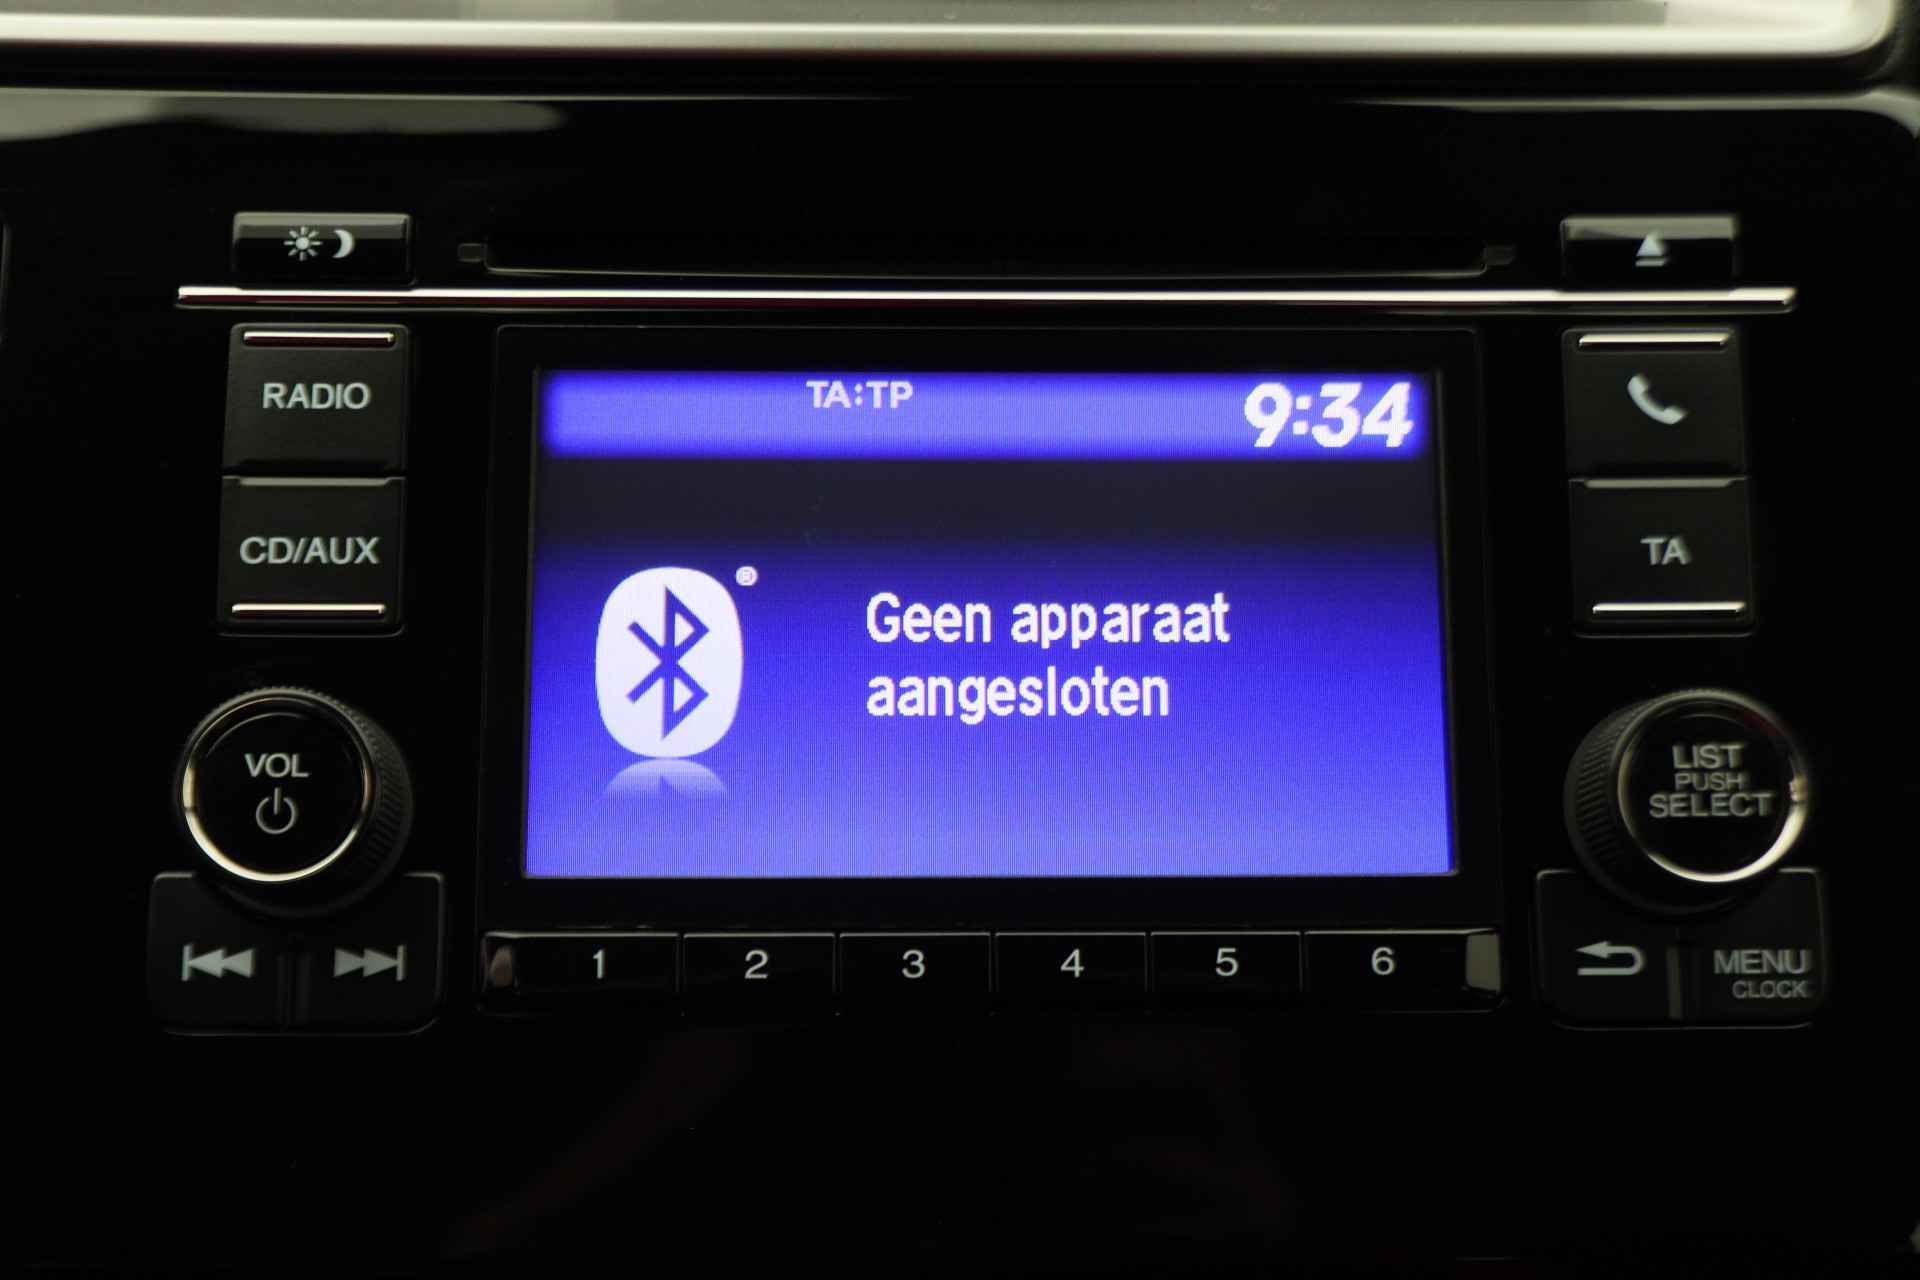 TA:TP 9:34
RADIO
CD/AUX
TA
Geen apparaat
aangesloten
®
VOL
LIST
PUSH
SELECT
1 2 3 4 5 6
MENU
CLOCK